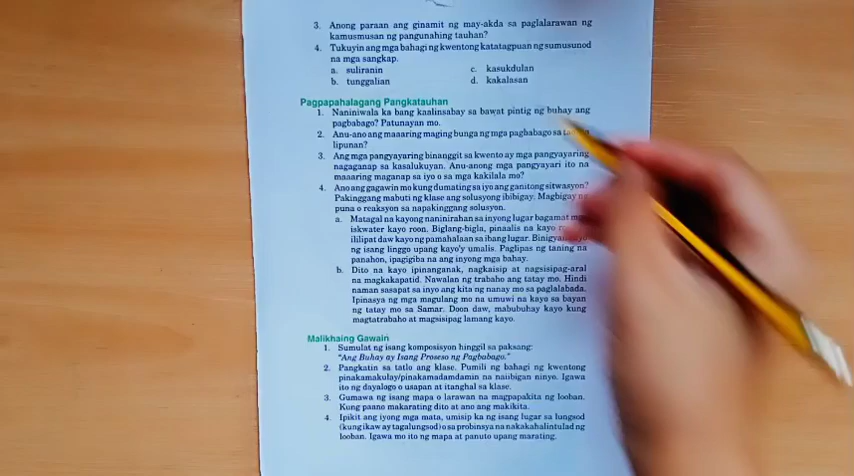 3. Anong paraan ang ginamit ng may-akda sa paglalarawan ng
kamusmusan ng pangunahing tauhan?
4. Tukuyin ang mga bahagi ng kwentong katatagpuan ng sumusunod
na mga sangkap.
a. suliranin c. kasukdulan
b. tunggalian d. kakalasan
Pagpapahalagang Pangkatauhan
1. Naniniwala ka bang kaalinsabay sa bawat pintig ng buhay ang
pagbabago? Patunayan mo.
2. Anu-ano ang maaaring maging bunga ng mga pagbabago sa
lipunan?
3. Ang mga pangyayaring binanggit sa kwento ay mga pangyayaring
nagaganap sa kasalukuyan. Anu-anong mga pangyayari ito na
maaaring maganap sa iyo o sa mga kakilala mo?
4. Ano ang gagawin mo kung dumating sa iyo ang ganitong sitwasyon?
Pakinggang mabuti ng klase ang solusyong ibibigay. Magbigay
puna o reaksyon sa napakinggang solusyon.
a. Matagal na kayong naninirahan sa inyong lugar bagamat
iskwater kayo roon. Biglang-bigla, pinaalis na kayo
ililipat daw kayo ng pamahalaan sa ibang lugar.
ng isang linggo upang kayo'y umalis. Paglipas ng taning na
panahon, ipagigiba na ang inyong mga bahay.
b. Dito na kayo ipinanganak, nagkaisip at nagsisipag-aral
na magkakapatid. Nawalan ng trabaho ang tatay mo. Hindi
naman sasapat sa inyo ang kita ng nanay mo sa paglalabada.
Ipinasya ng mga magulang mo na umuwi na kayo sa bayan
ng tatay mo sa Samar. Doon daw, mabubuhay kayo kung
magtatrabaho at magsisipag lamang kayo.
Malikhaing Gawain
1. Sumulat ng isang komposisyon hinggil sa paksang:
"Ang Buhay ay Isang Proseso ng Pagbabago."
2. Pangkatin sa tatlo ang klase. Pumili ng bahagi ng kwentong
pinakamakulay/pinakamadamdamin na naiibigan ninyo. Igawa
ito ng dayalogo o usapan at itanghal sa klase.
3. Gumawa ng isang mapa o larawan na magpapakita ng looban.
Kung paano makarating dito at ano ang makikita.
4. Ipikit ang iyong mga mata, umisip ka ng isang lugar sa lungsod
(kung ikaw ay tagalungsod) o sa probinsya na nakakahalintulad ng
looban. Igawa mo ito ng mapa at panuto upang marating.